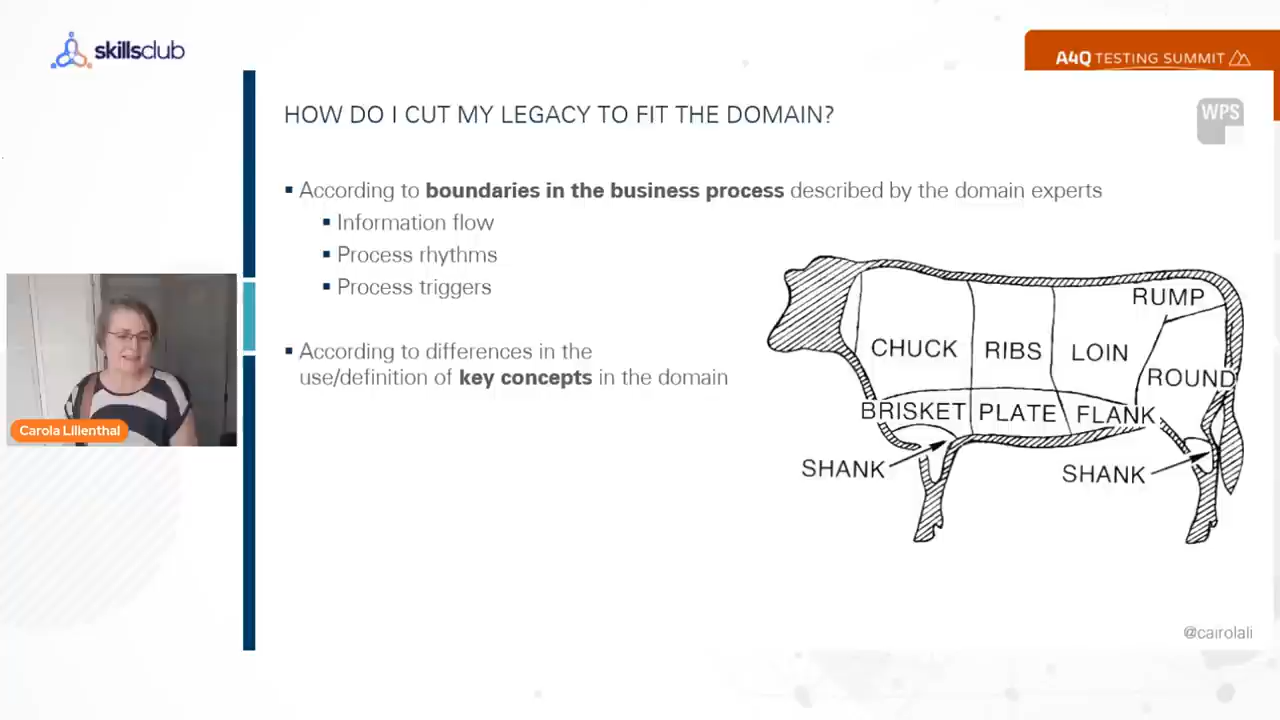 skillsclub
A4Q TESTING SUMMIT
HOW DO I CUT MY LEGACY TO FIT THE DOMAIN?
WPS
▪ According to boundaries in the business process described by the domain experts
▪ Information flow
▪ Process rhythms
▪ Process triggers
▪ According to differences in the
use/definition of key concepts in the domain
RUMP
CHUCK
RIBS
LOIN
ROUND
BRISKET
PLATE
FLANK
SHANK
SHANK
Carola Lilienthal
@cairolali